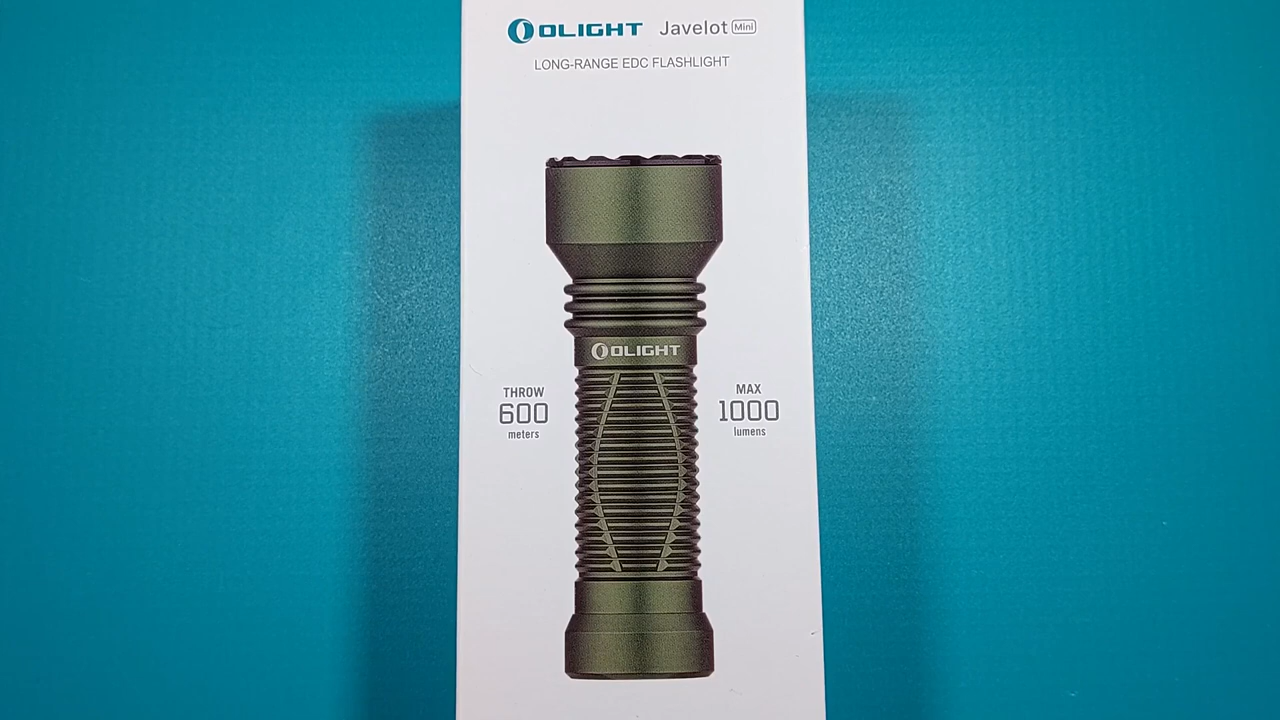 OLIGHT Javelot Mini
LONG-RANGE EDC FLASHLIGHT
OLIGHT
THROW
600
meters
MAX
1000
lumens